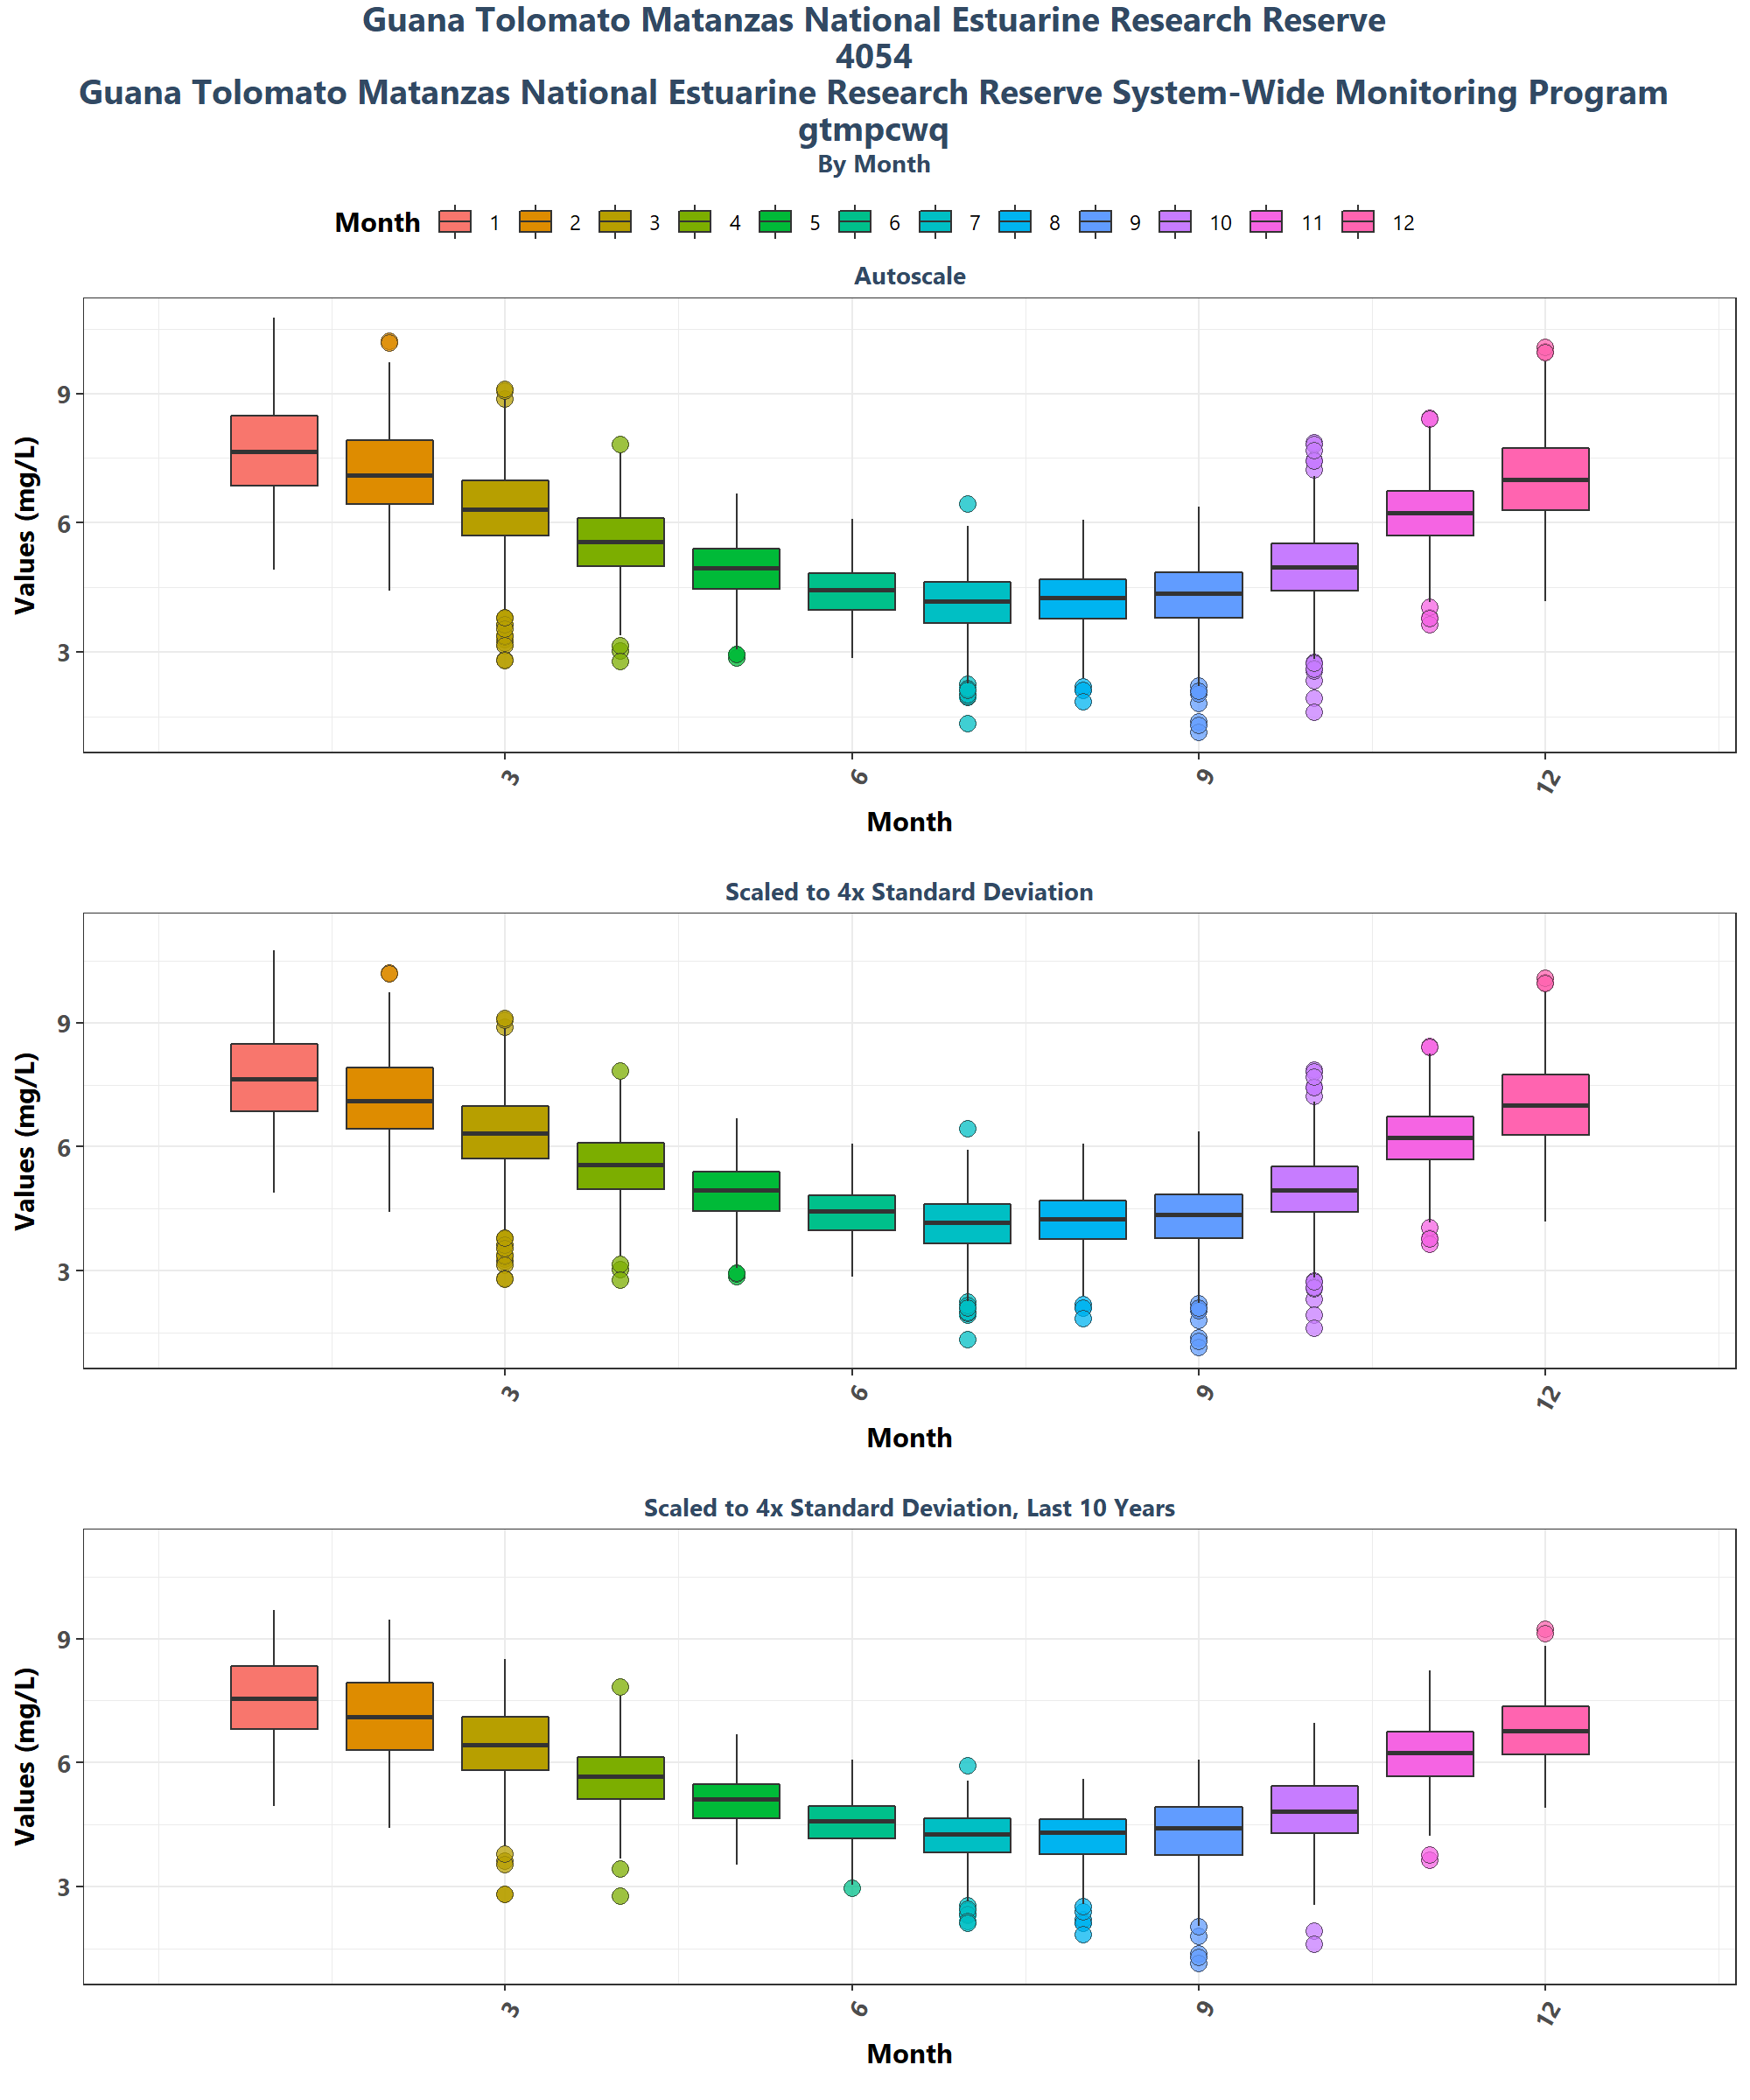 Guana Tolomato Matanzas National Estuarine Research Reserve
4054
Guana Tolomato Matanzas National Estuarine Research Reserve System-Wide Monitoring Program
gtmpcwq
By Month
Month 1 2 3 4 5 6 7 8 9 10 11 12
Autoscale
Values (mg/L)
9
6
3
3 6 9 12
Month
Scaled to 4x Standard Deviation
Values (mg/L)
9
6
3
3 6 9 12
Month
Scaled to 4x Standard Deviation, Last 10 Years
Values (mg/L)
9
6
3
3 6 9 12
Month